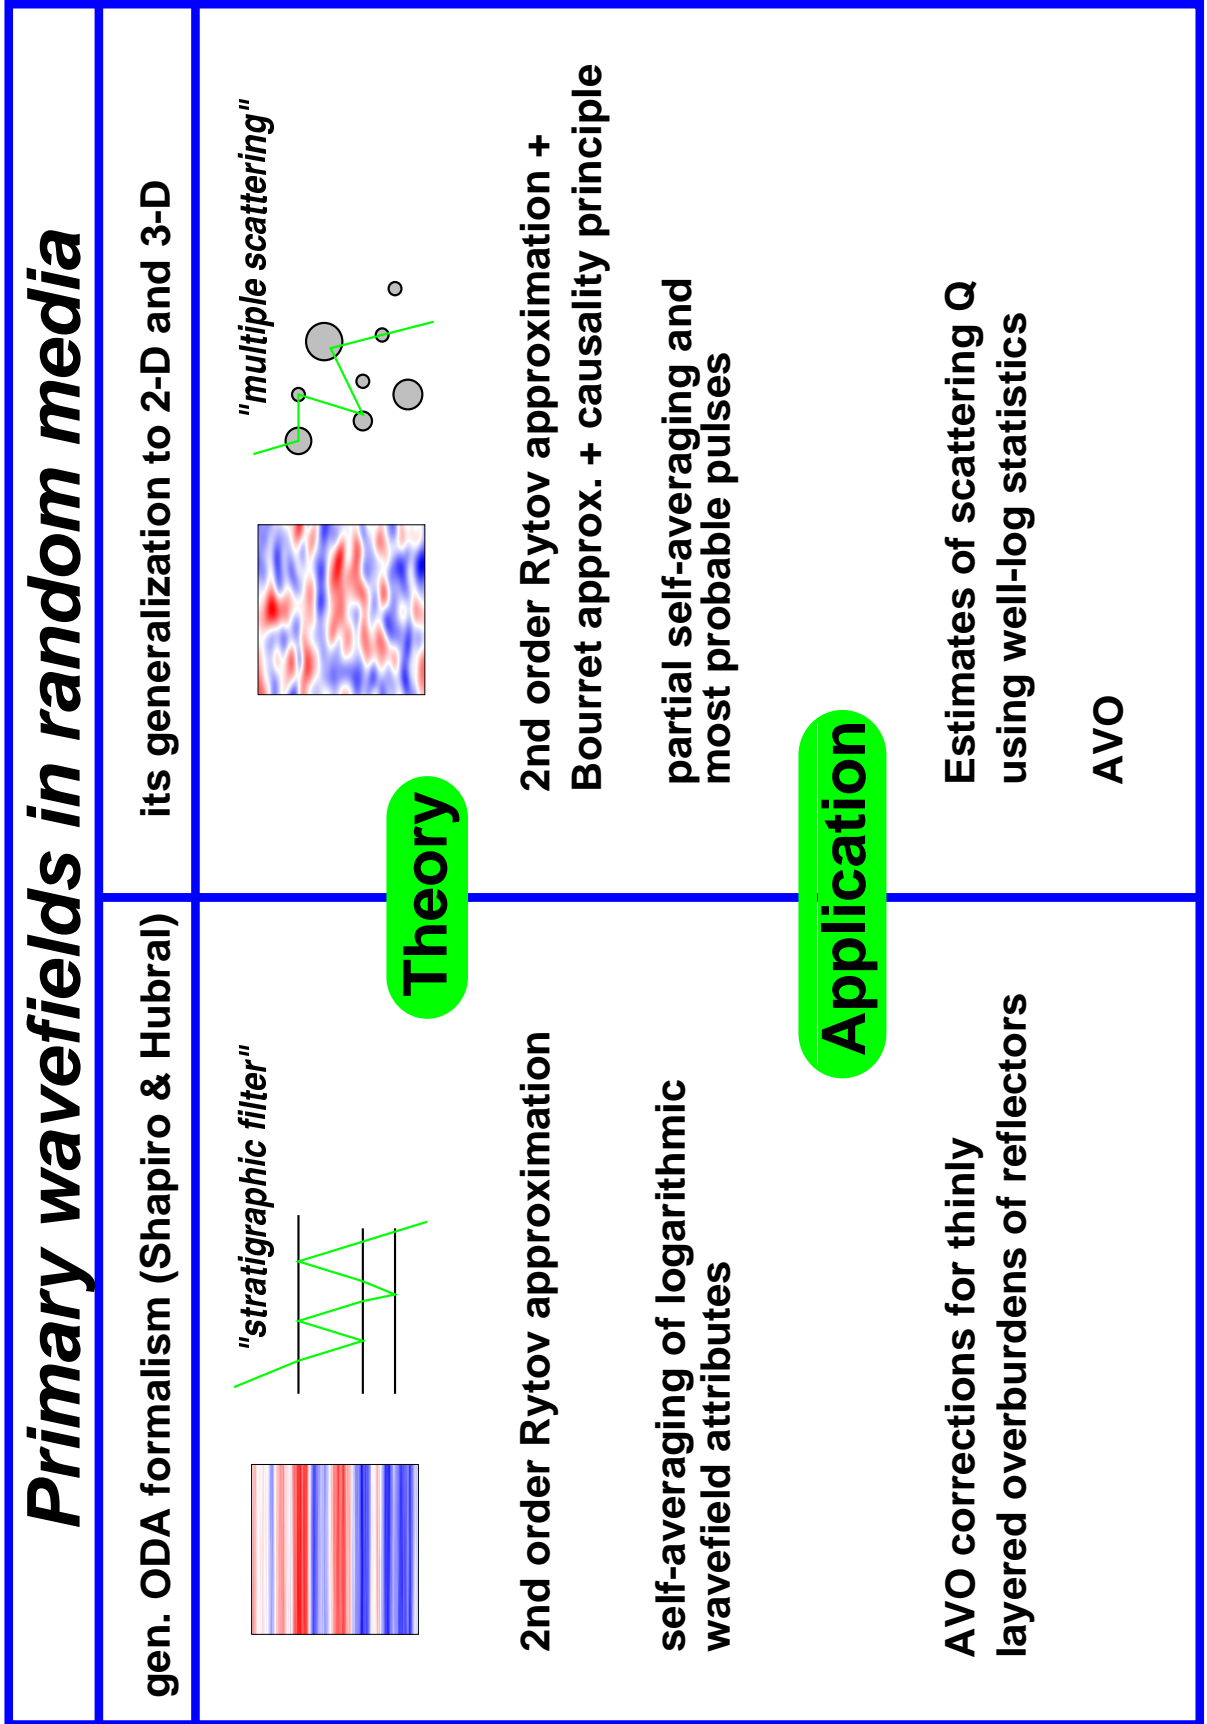 Primary wavefields in random media
gen. ODA formalism (Shapiro & Hubral)
its generalization to 2-D and 3-D
"stratigraphic filter"
"multiple scattering"
Theory
2nd order Rytov approximation
self-averaging of logarithmic
wavefield attributes
2nd order Rytov approximation +
Bourret approx. + causality principle
partial self-averaging and
most probable pulses
Application
AVO corrections for thinly
layered overburdens of reflectors
Estimates of scattering Q
using well-log statistics
AVO